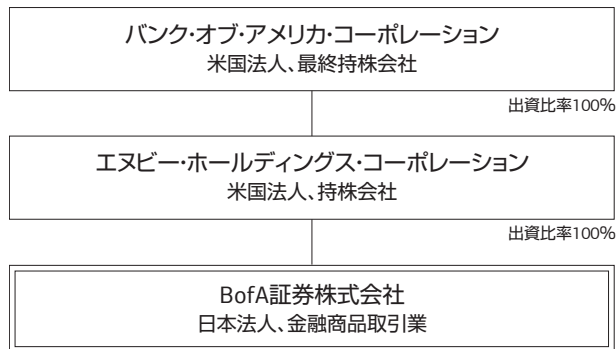 バンク・オブ・アメリカ・コーポレーション
米国法人、最終持株会社
出資比率100%
エヌビー・ホールディングス・コーポレーション
米国法人、持株会社
出資比率100%
BofA証券株式会社
日本法人、金融商品取引業